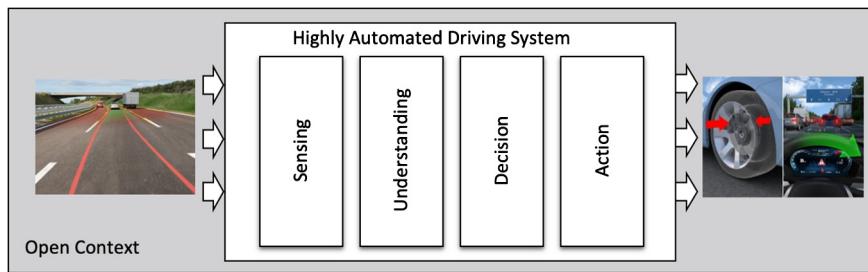 Highly Automated Driving System
Sensing
Understanding
Decision
Action
Open Context